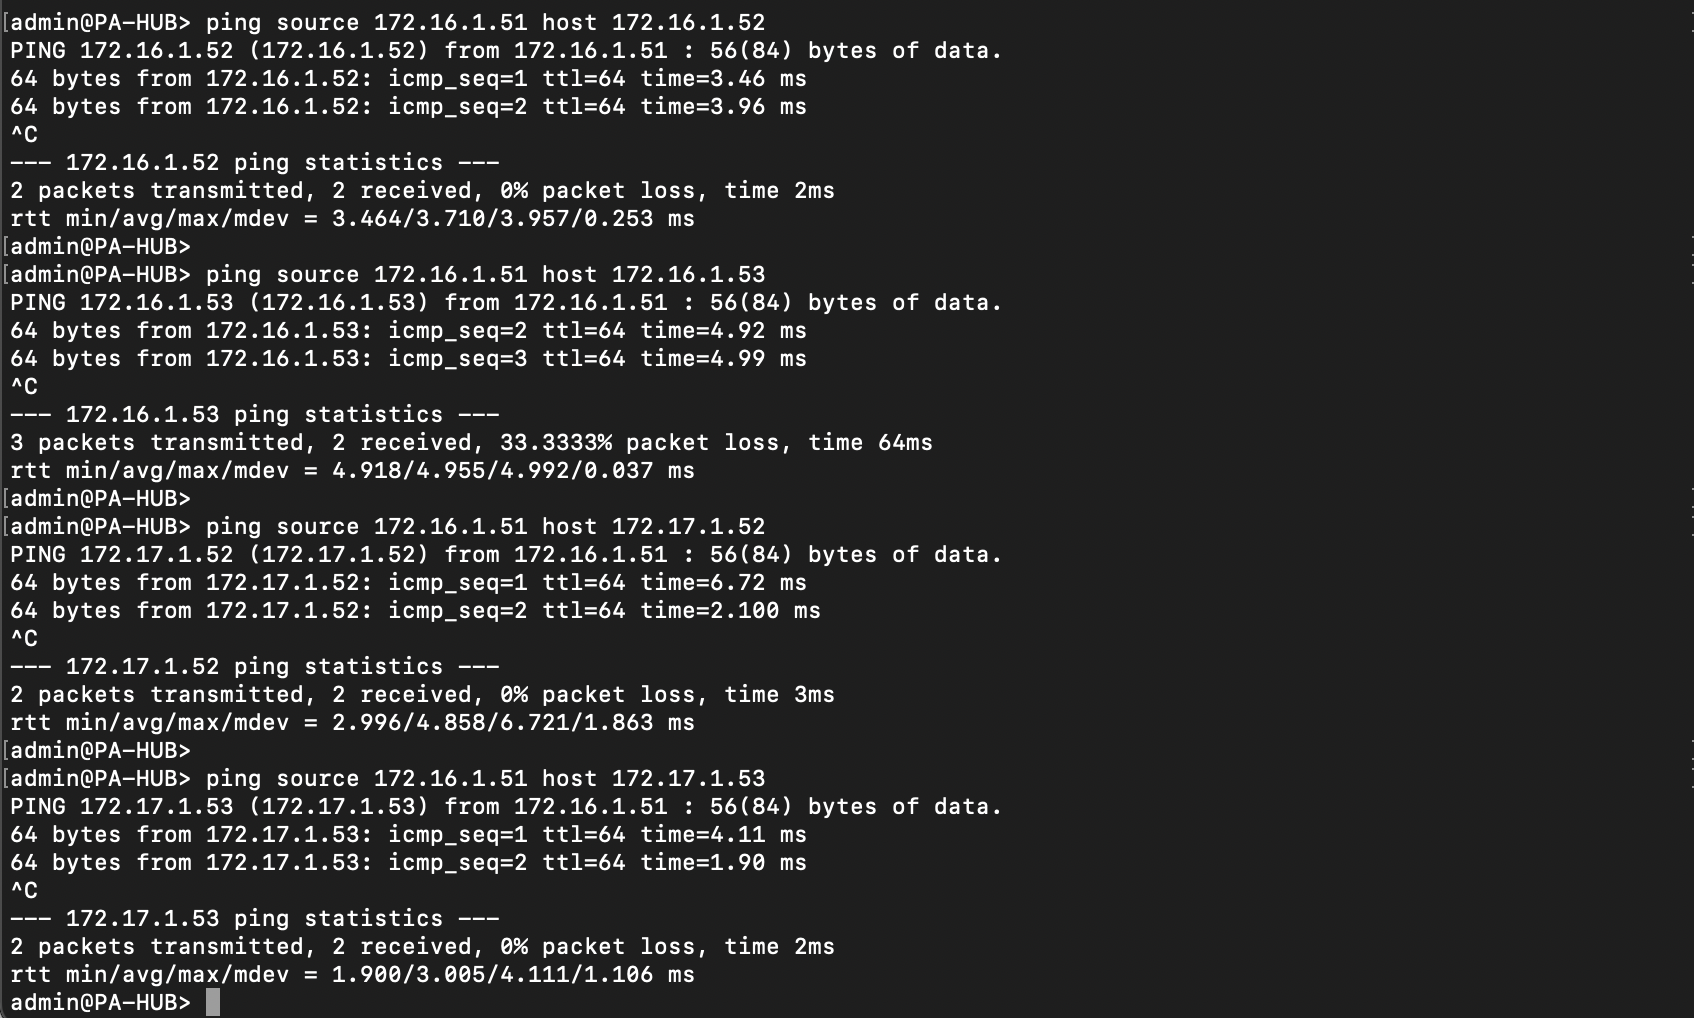 [admin@PA-HUB> ping source 172.16.1.51 host 172.16.1.52
PING 172.16.1.52 (172.16.1.52) from 172.16.1.51 : 56(84) bytes of data.
64 bytes from 172.16.1.52: icmp_seq=1 ttl=64 time=3.46 ms
64 bytes from 172.16.1.52: icmp_seq=2 ttl=64 time=3.96 ms
^C
--- 172.16.1.52 ping statistics ---
2 packets transmitted, 2 received, 0% packet loss, time 2ms
rtt min/avg/max/mdev = 3.464/3.710/3.957/0.253 ms
[admin@PA-HUB>
[admin@PA-HUB> ping source 172.16.1.51 host 172.16.1.53
PING 172.16.1.53 (172.16.1.53) from 172.16.1.51 : 56(84) bytes of data.
64 bytes from 172.16.1.53: icmp_seq=2 ttl=64 time=4.92 ms
64 bytes from 172.16.1.53: icmp_seq=3 ttl=64 time=4.99 ms
^C
--- 172.16.1.53 ping statistics ---
3 packets transmitted, 2 received, 33.3333% packet loss, time 64ms
rtt min/avg/max/mdev = 4.918/4.955/4.992/0.037 ms
[admin@PA-HUB>
[admin@PA-HUB> ping source 172.16.1.51 host 172.17.1.52
PING 172.17.1.52 (172.17.1.52) from 172.16.1.51 : 56(84) bytes of data.
64 bytes from 172.17.1.52: icmp_seq=1 ttl=64 time=6.72 ms
64 bytes from 172.17.1.52: icmp_seq=2 ttl=64 time=2.100 ms
^C
--- 172.17.1.52 ping statistics ---
2 packets transmitted, 2 received, 0% packet loss, time 3ms
rtt min/avg/max/mdev = 2.996/4.858/6.721/1.863 ms
[admin@PA-HUB>
[admin@PA-HUB> ping source 172.16.1.51 host 172.17.1.53
PING 172.17.1.53 (172.17.1.53) from 172.16.1.51 : 56(84) bytes of data.
64 bytes from 172.17.1.53: icmp_seq=1 ttl=64 time=4.11 ms
64 bytes from 172.17.1.53: icmp_seq=2 ttl=64 time=1.90 ms
^C
--- 172.17.1.53 ping statistics ---
2 packets transmitted, 2 received, 0% packet loss, time 2ms
rtt min/avg/max/mdev = 1.900/3.005/4.111/1.106 ms
admin@PA-HUB>